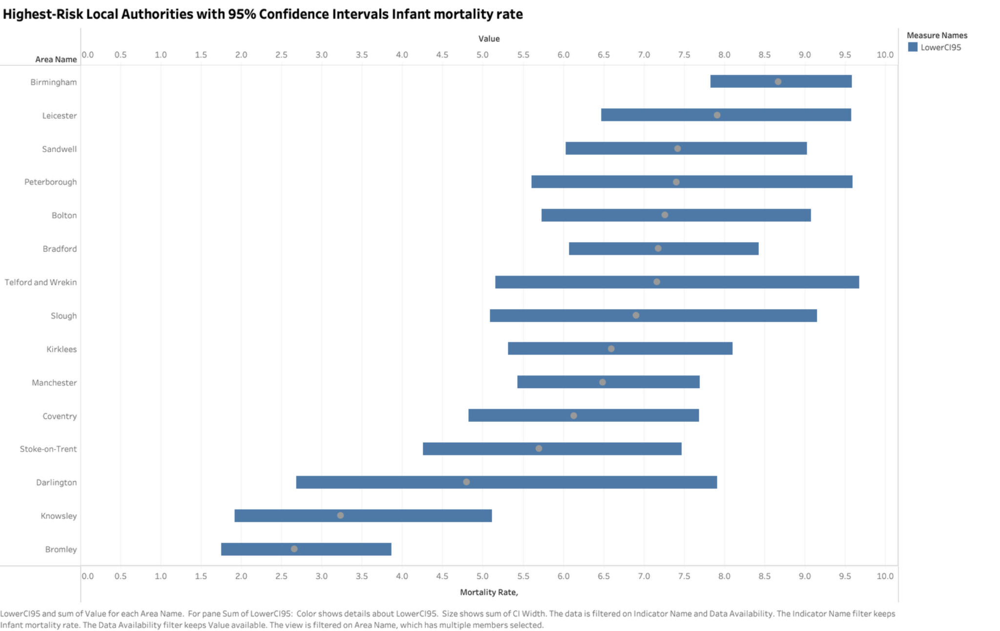 Highest-Risk Local Authorities with 95% Confidence Intervals Infant mortality rate
Value
Measure Names
LowerCI95
0.0 0.5 1.0 1.5 2.0 2.5 3.0 3.5 4.0 4.5 5.0 5.5 6.0 6.5 7.0 7.5 8.0 8.5 9.0 9.5 10.0
Area Name
Birmingham
Leicester
Sandwell
Peterborough
Bolton
Bradford
Telford and Wrekin
Slough
Kirklees
Manchester
Coventry
Stoke-on-Trent
Darlington
Knowsley
Bromley
0.0 0.5 1.0 1.5 2.0 2.5 3.0 3.5 4.0 4.5 5.0 5.5 6.0 6.5 7.0 7.5 8.0 8.5 9.0 9.5 10.0
Mortality Rate,
LowerCI95 and sum of Value for each Area Name.  For pane Sum of LowerCI95:  Color shows details about LowerCI95.  Size shows sum of CI Width. The data is filtered on Indicator Name and Data Availability. The Indicator Name filter keeps
Infant mortality rate. The Data Availability filter keeps Value available. The view is filtered on Area Name, which has multiple members selected.